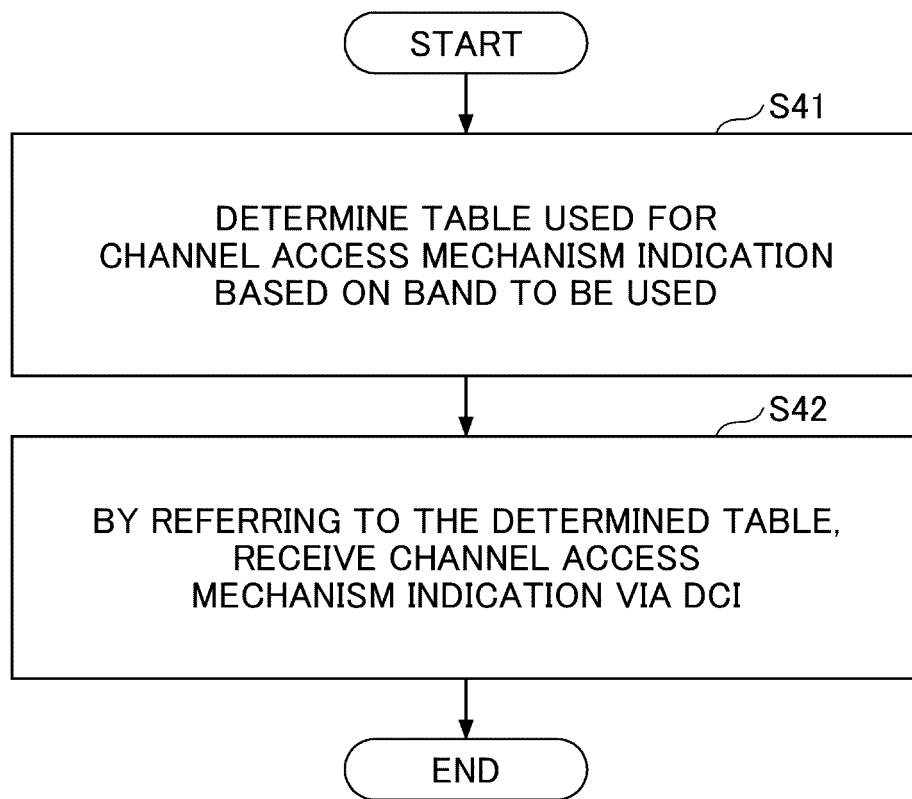 START
S41
DETERMINE TABLE USED FOR
CHANNEL ACCESS MECHANISM INDICATION
BASED ON BAND TO BE USED
S42
BY REFERRING TO THE DETERMINED TABLE,
RECEIVE CHANNEL ACCESS
MECHANISM INDICATION VIA DCI
END